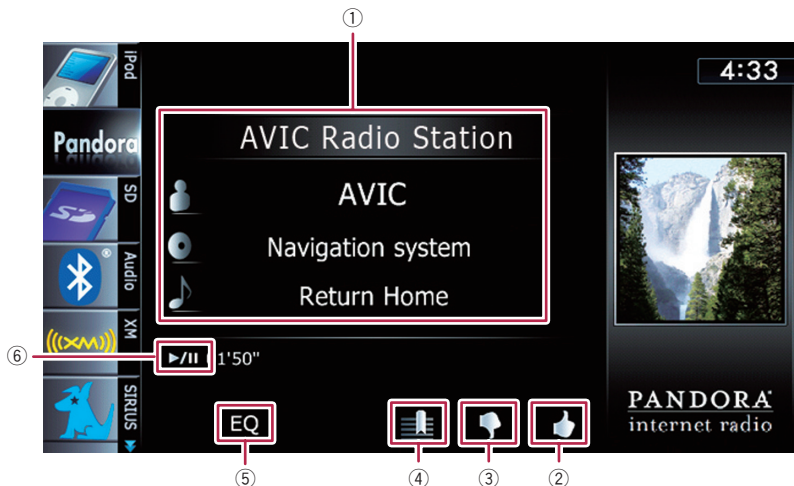 ①
iPod
4:33
Pandora
AVIC Radio Station
SD
AVIC
Audio
Navigation system
Return Home
XM
((XM))
⑥
▶/II
1'50"
SIRIUS
EQ
PANDORA
internet radio
⑤
④
③
②